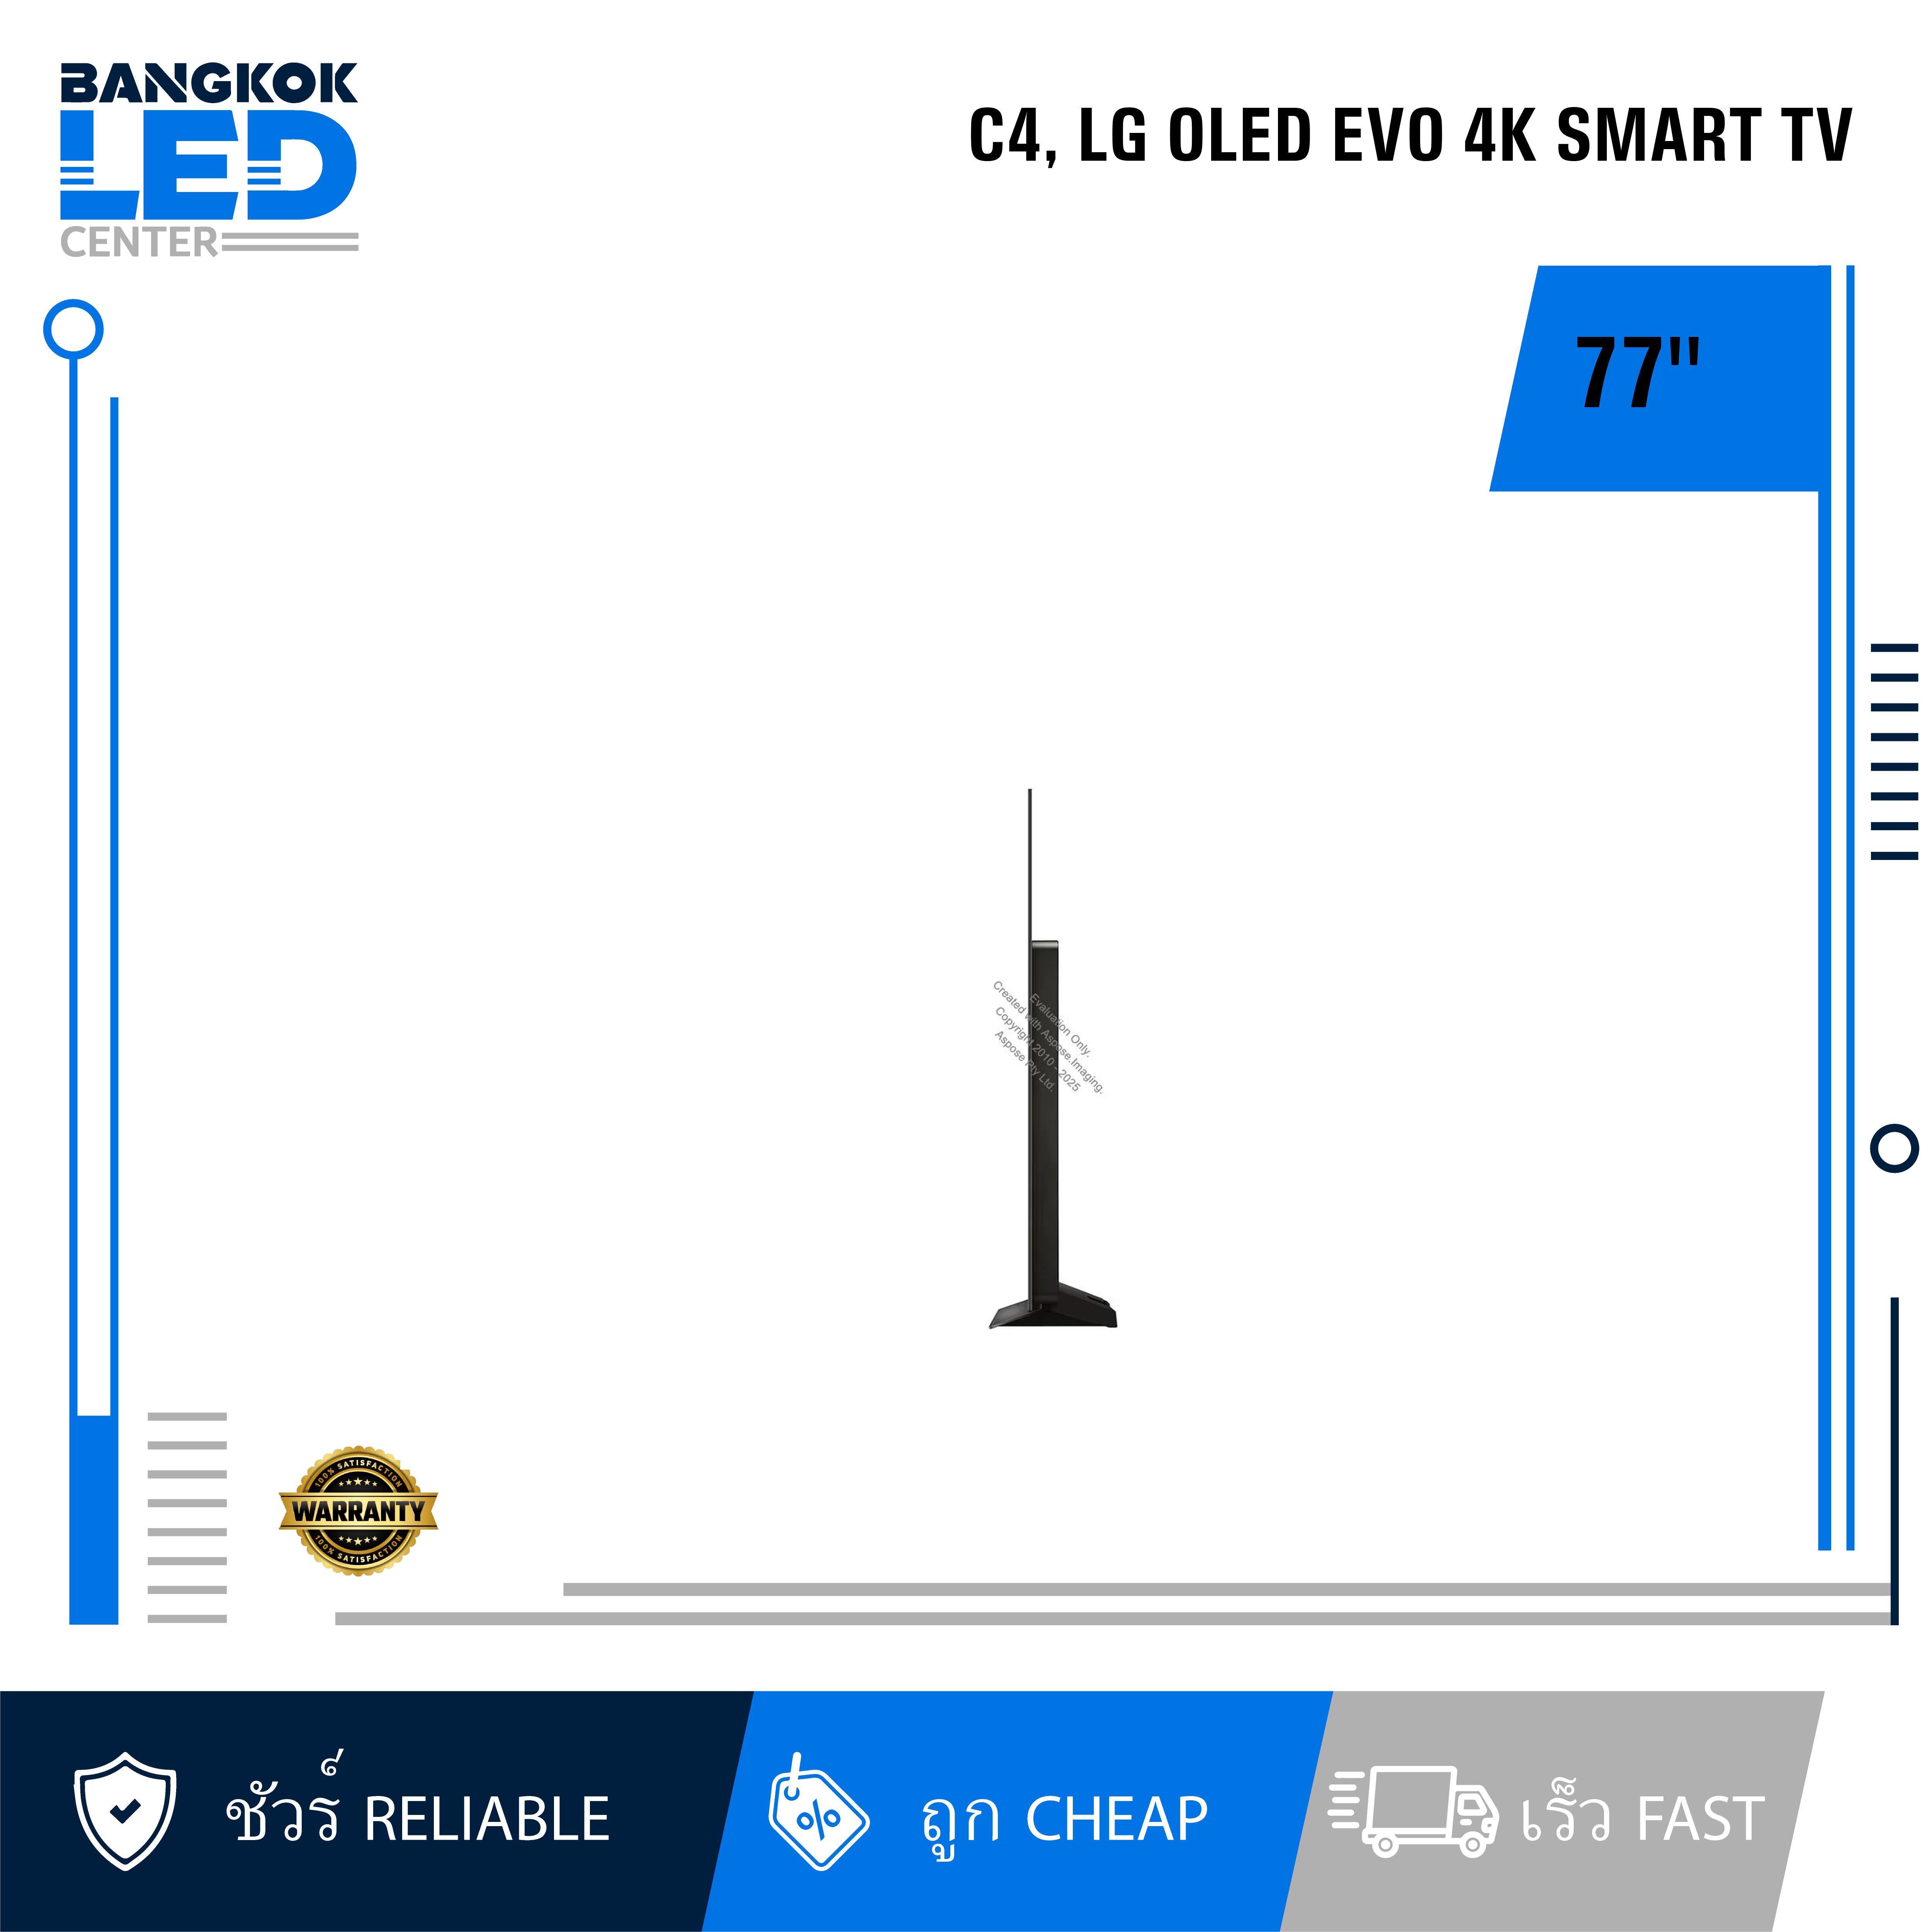 BANGKOK
LED
CENTER
C4, LG OLED EVO 4K SMART TV
77"
Evaluation Only.
Created with Aspose.Imaging.
Copyright 2010 - 2025
Aspose Pty Ltd.
100% SATISFACTION
WARRANTY
100% SATISFACTION
ชัวร์ RELIABLE
%
ถูก CHEAP
เร็ว FAST